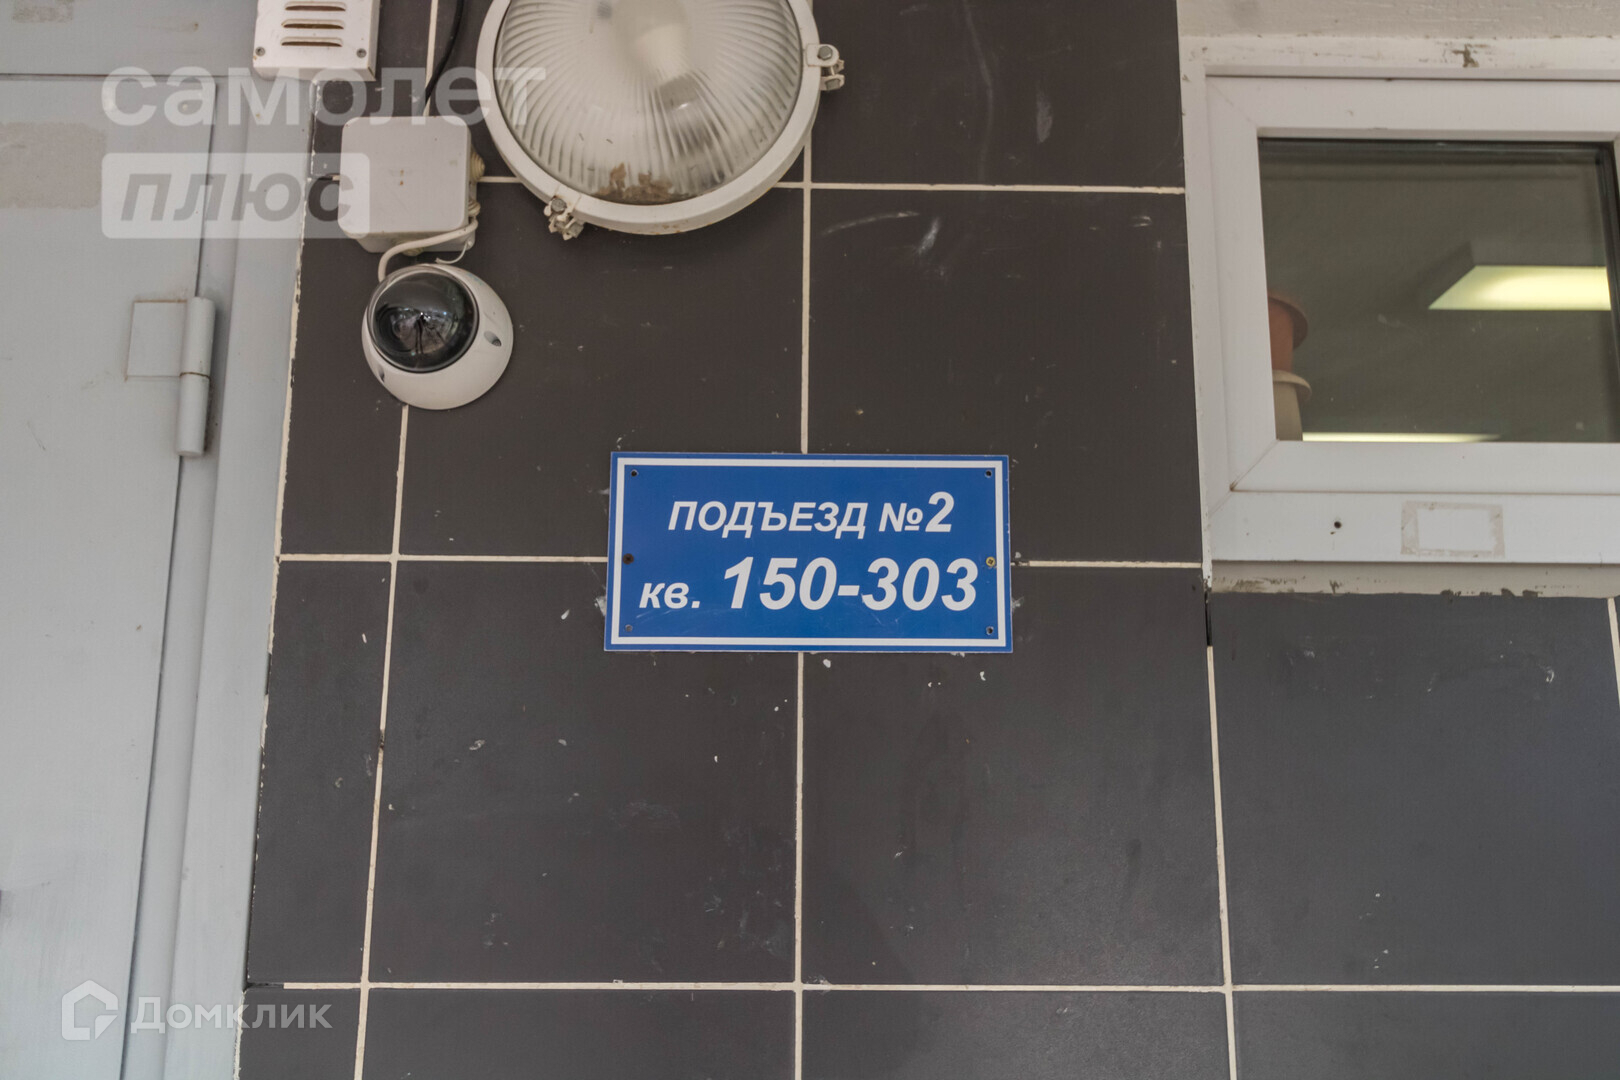 самолет
плюс
ПОДЪЕЗД №2
кв. 150-303
Домклик